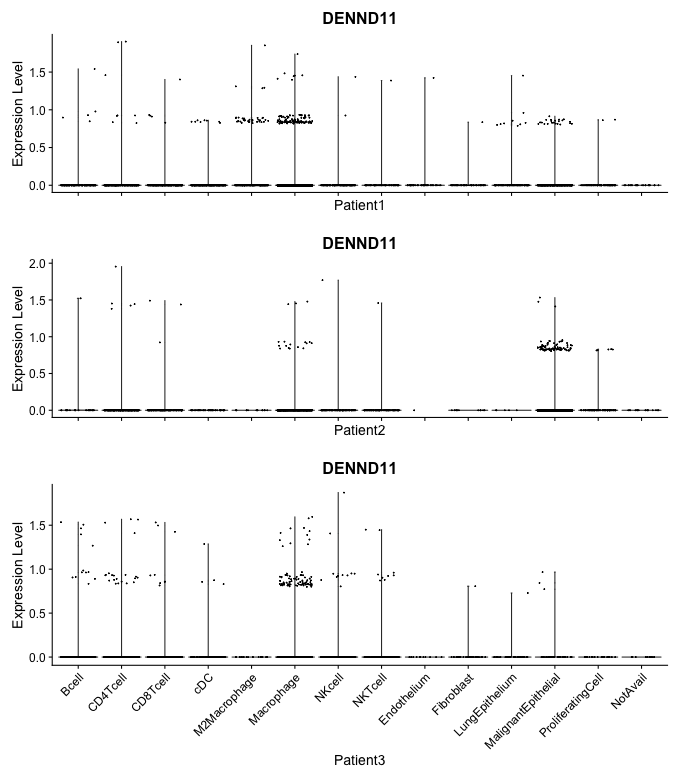 DENND11
Expression Level
1.5
1.0
0.5
0.0
Patient1
DENND11
Expression Level
2.0
1.5
1.0
0.5
0.0
Patient2
DENND11
Expression Level
1.5
1.0
0.5
0.0
Bcell
CD4Tcell
CD8Tcell
cDC
M2Macrophage
Macrophage
NKcell
NKTcell
Endothelium
Fibroblast
LungEpithelium
MalignantEpithelial
ProliferatingCell
NotAvail
Patient3